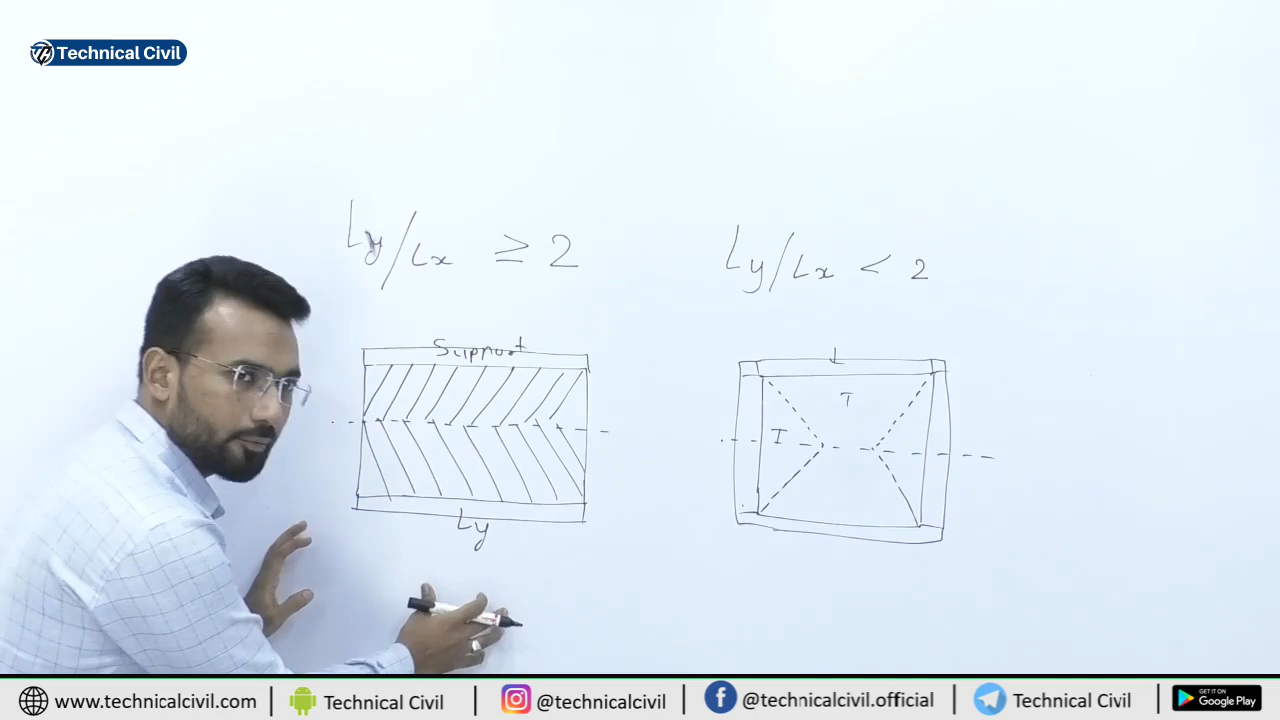 Technical Civil
Ly/Lx ≥ 2
Ly/Lx < 2
Support
T
I
Ly
www.technicalcivil.com
Technical Civil
@technicalcivil
@technicalcivil.official
Technical Civil
GET IT ON
Google Play